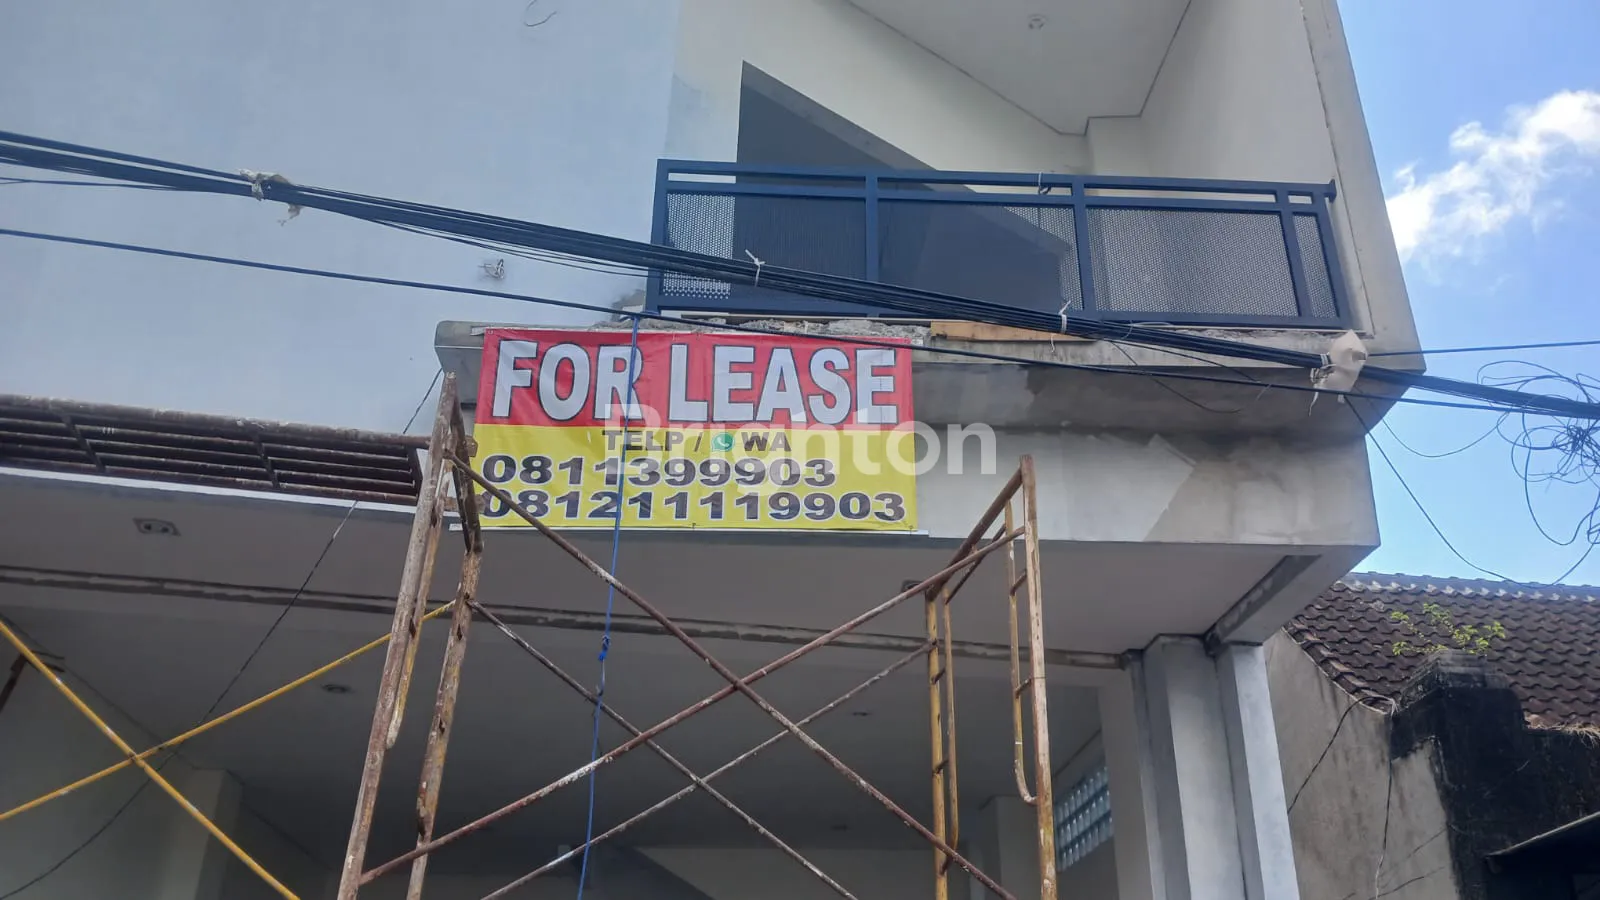 FOR LEASE
TELP / WA
0811399903
081211119903
Brighton